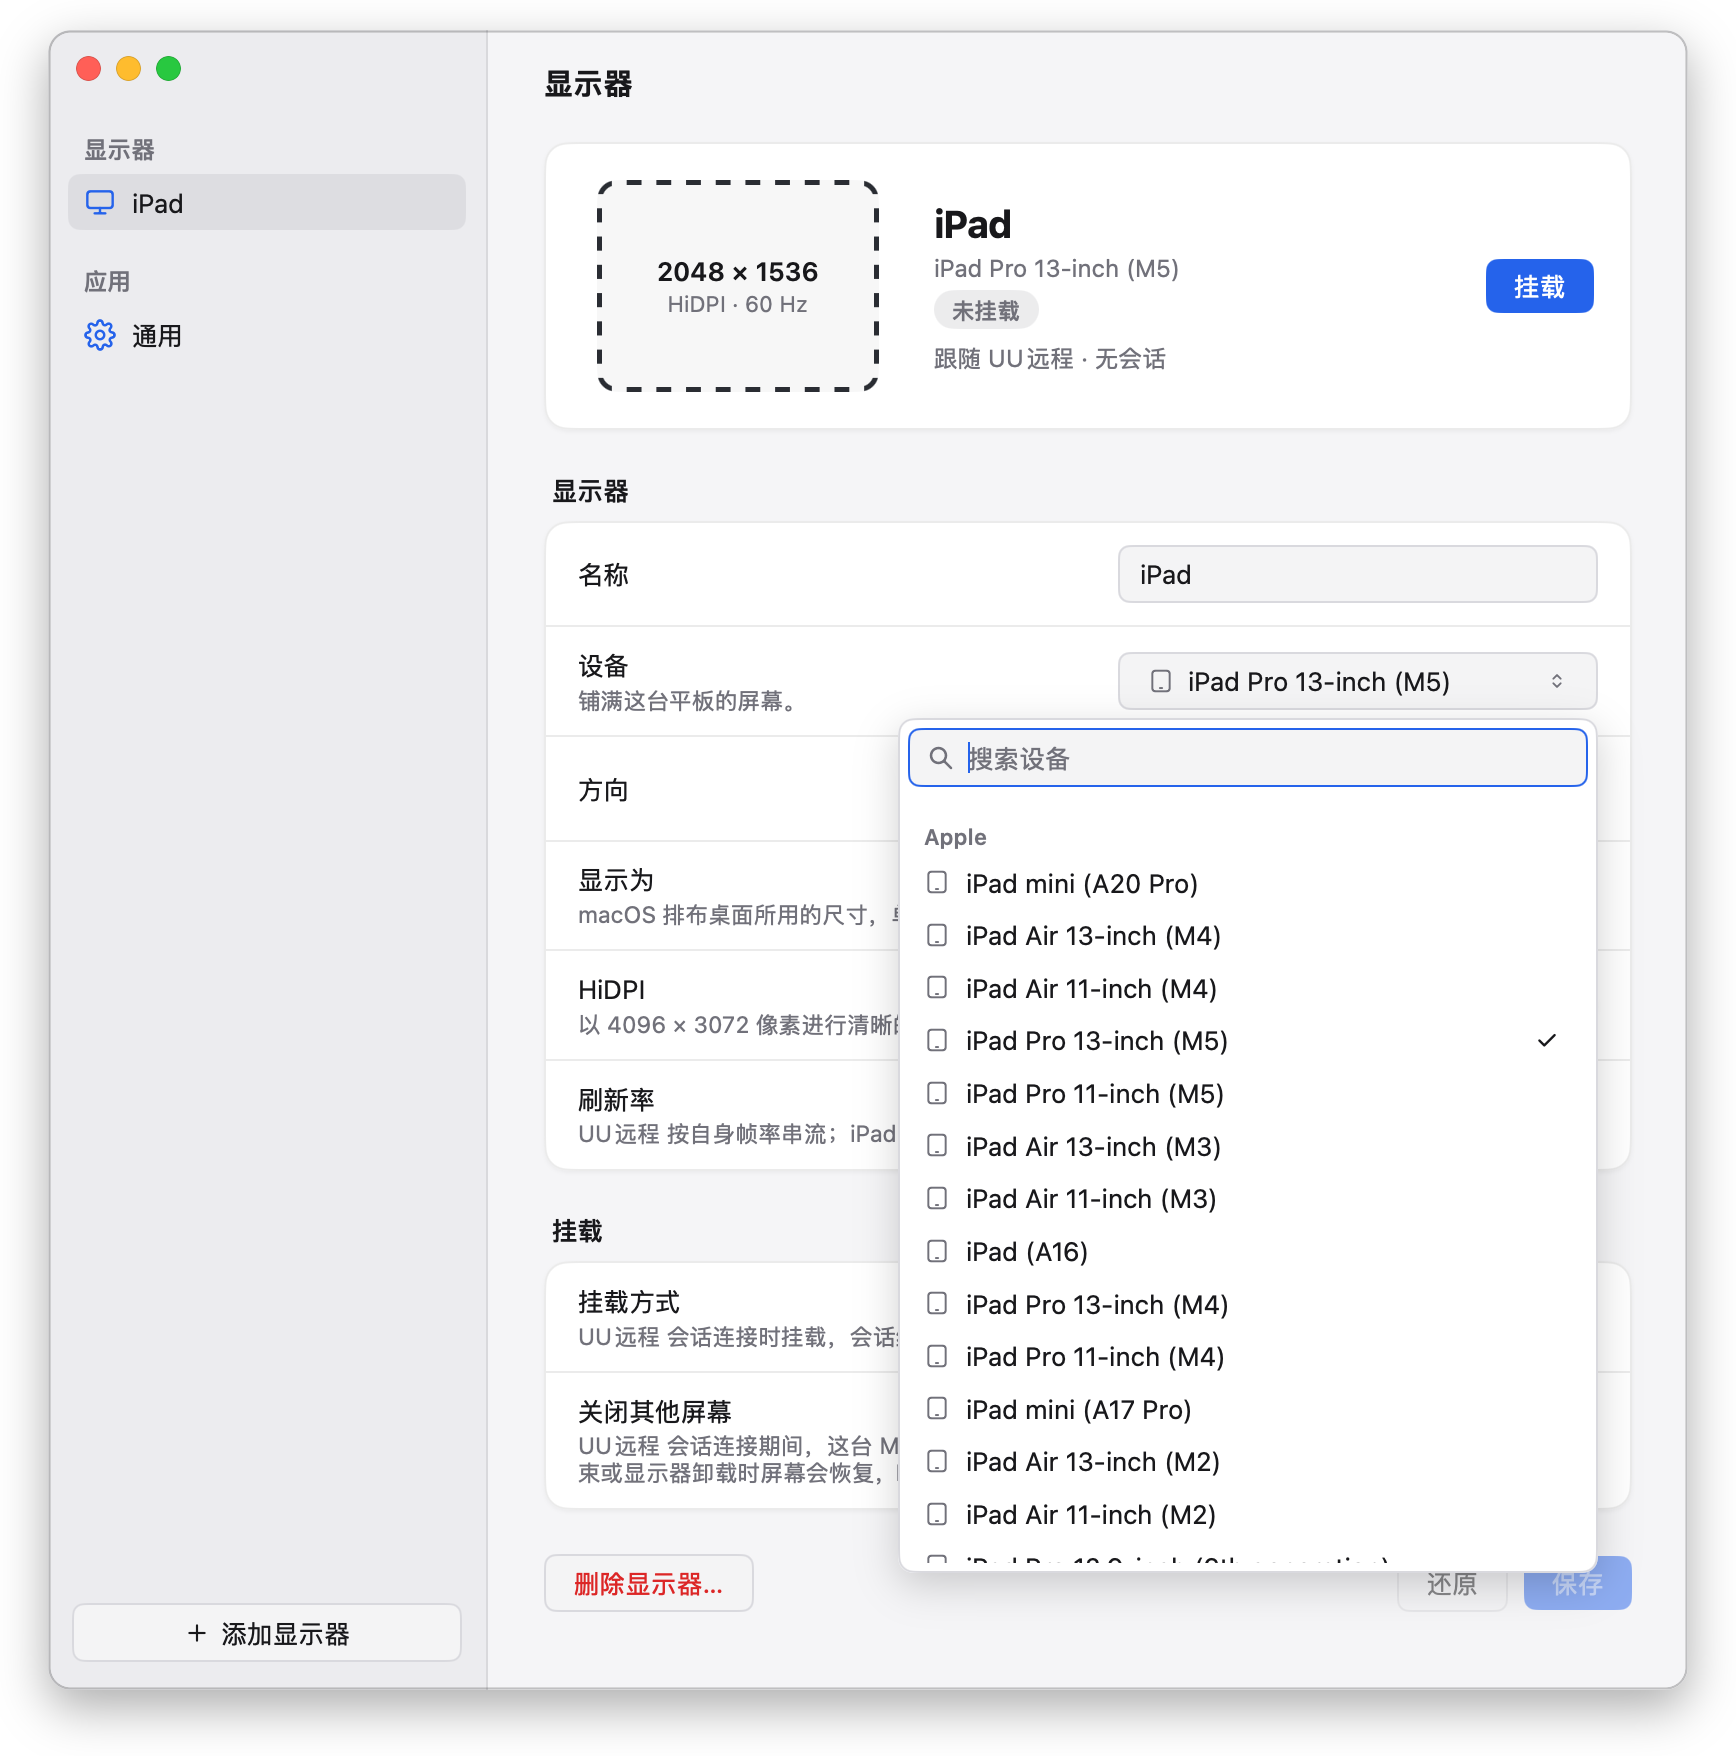 显示器
iPad
应用
通用
添加显示器
显示器
2048 × 1536
HiDPI · 60 Hz
iPad
iPad Pro 13-inch (M5)
未挂载
跟随 UU远程 · 无会话
挂载
显示器
名称
iPad
设备
铺满这台平板的屏幕。
iPad Pro 13-inch (M5)
方向
显示为
macOS 排布桌面所用的尺寸，
HiDPI
以 4096 × 3072 像素进行清晰
刷新率
UU远程 按自身帧率串流；iPad
搜索设备
Apple
iPad mini (A20 Pro)
iPad Air 13-inch (M4)
iPad Air 11-inch (M4)
iPad Pro 13-inch (M5)
iPad Pro 11-inch (M5)
iPad Air 13-inch (M3)
iPad Air 11-inch (M3)
iPad (A16)
iPad Pro 13-inch (M4)
iPad Pro 11-inch (M4)
iPad mini (A17 Pro)
iPad Air 13-inch (M2)
iPad Air 11-inch (M2)
挂载
挂载方式
UU远程 会话连接时挂载，会话
关闭其他屏幕
UU远程 会话连接期间，这台 M
束或显示器卸载时屏幕会恢复，
删除显示器...
还原
保存